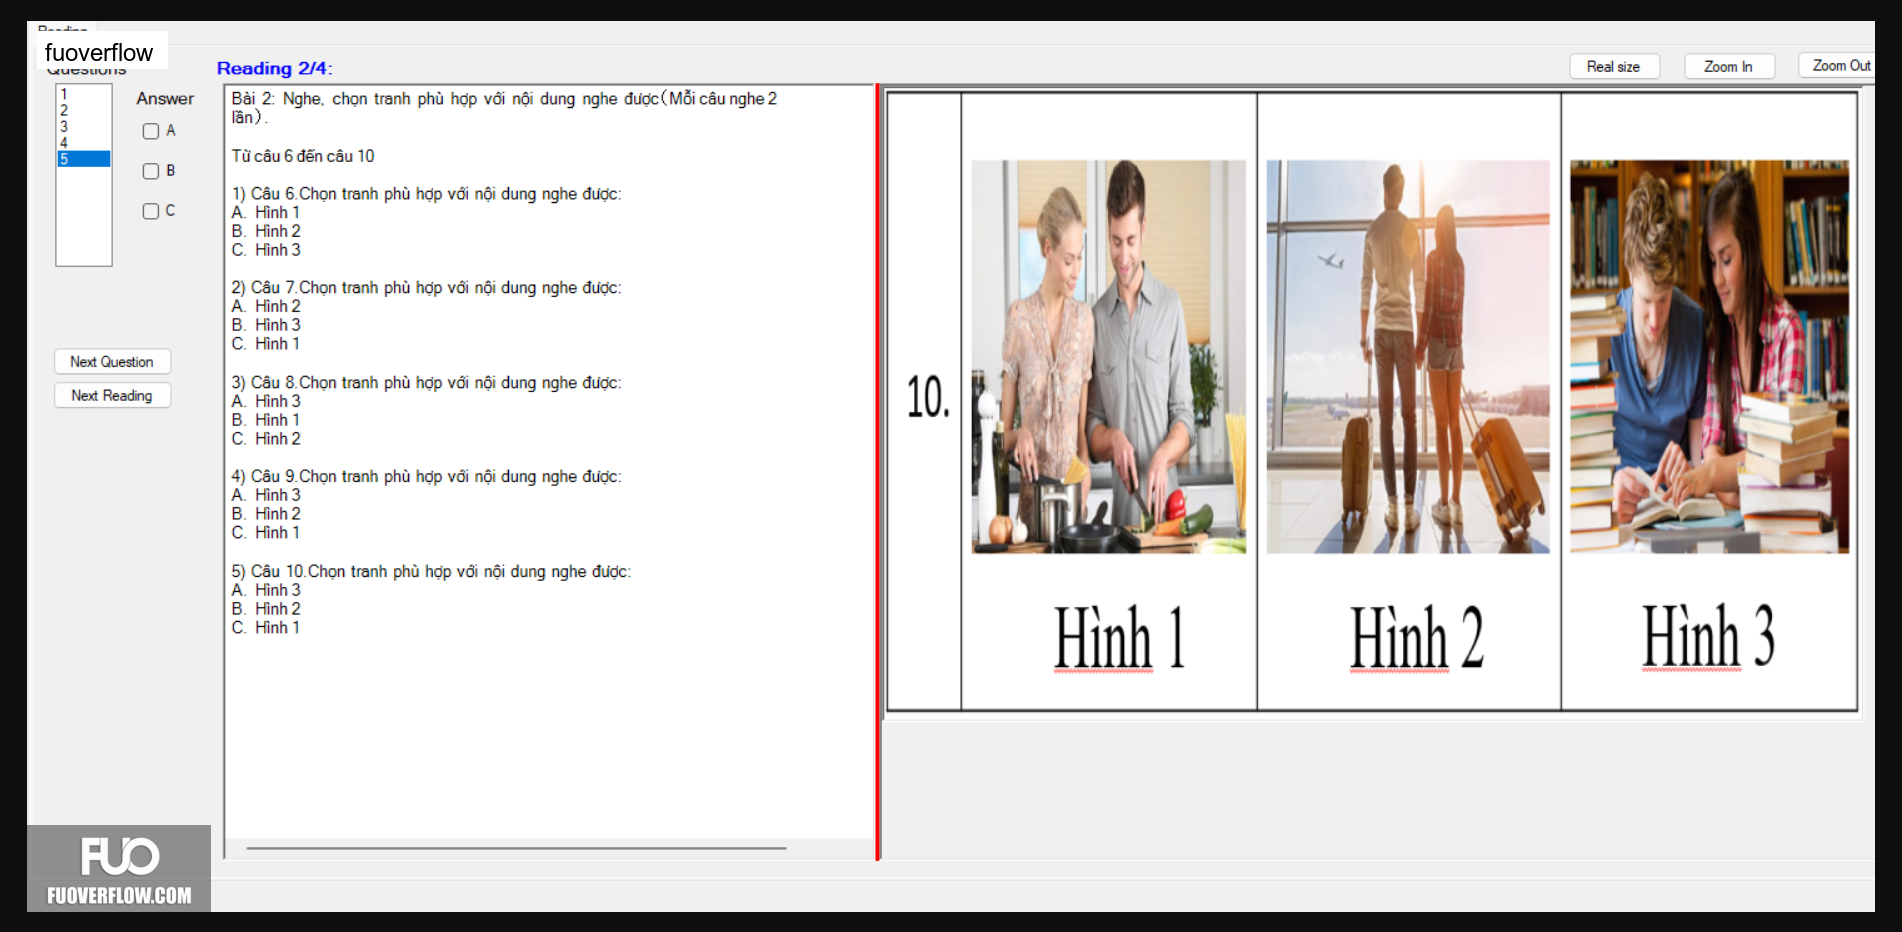 Reading
fuoverflow
Questions
Reading 2/4:
Real size
Zoom In
Zoom Out
1
2
3
4
5
Answer
A
B
C
Next Question
Next Reading
Bài 2: Nghe, chọn tranh phù hợp với nội dung nghe được(Mỗi câu nghe 2
lần).
Từ câu 6 đến câu 10
1) Câu 6.Chọn tranh phù hợp với nội dung nghe được:
A. Hình 1
B. Hình 2
C. Hình 3
2) Câu 7.Chọn tranh phù hợp với nội dung nghe được:
A. Hình 2
B. Hình 3
C. Hình 1
3) Câu 8.Chọn tranh phù hợp với nội dung nghe được:
A. Hình 3
B. Hình 1
C. Hình 2
4) Câu 9.Chọn tranh phù hợp với nội dung nghe được:
A. Hình 3
B. Hình 2
C. Hình 1
5) Câu 10.Chọn tranh phù hợp với nội dung nghe được:
A. Hình 3
B. Hình 2
C. Hình 1
10.
Hình 1
Hình 2
Hình 3
FUO
FUOVERFLOW.COM